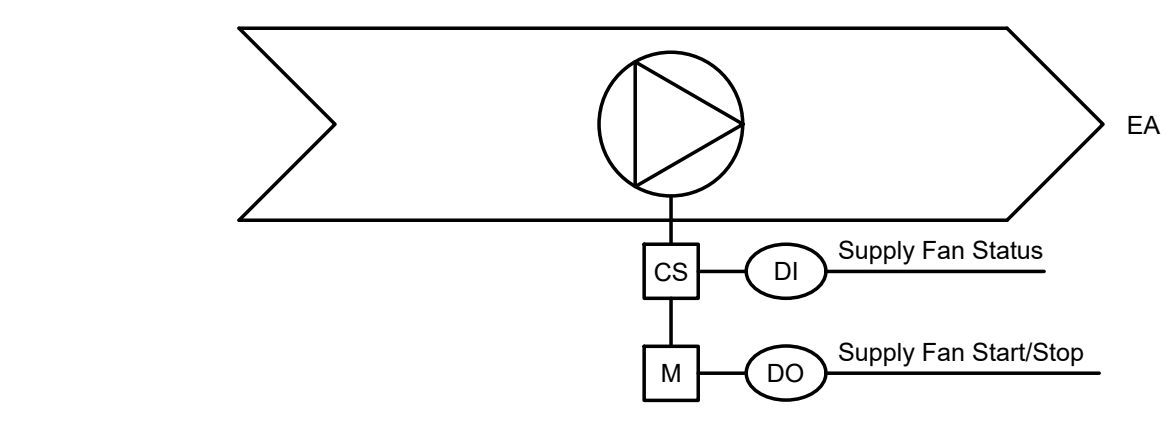 EA
Supply Fan Status
CS
DI
Supply Fan Start/Stop
M
DO